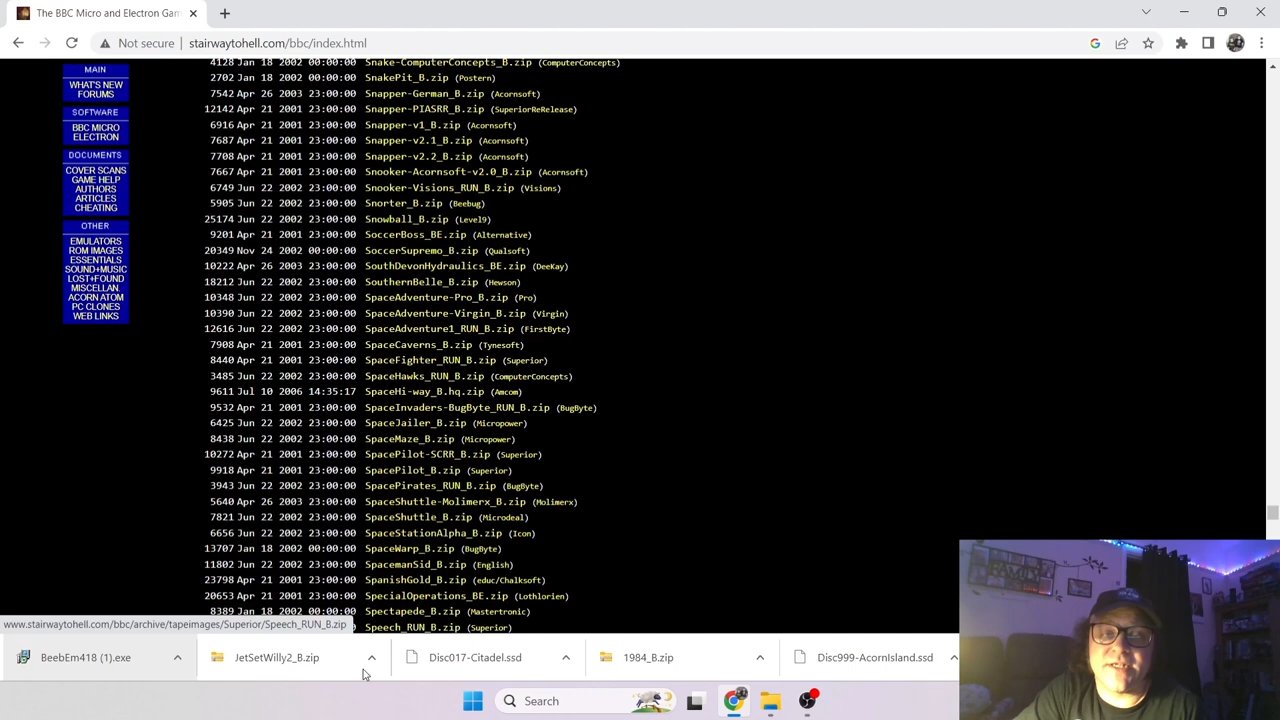 The BBC Micro and Electron Gam
Not secure
stairwaytohell.com/bbc/index.html
MAIN
WHAT'S NEW
FORUMS
SOFTWARE
BBC MICRO
ELECTRON
DOCUMENTS
COVER SCANS
GAME HELP
AUTHORS
ARTICLES
CHEATING
OTHER
EMULATORS
ROM IMAGES
ESSENTIALS
SOUND+MUSIC
LOST+FOUND
MISCELLAN.
ACORN ATOM
PC CLONES
WEB LINKS
4128 Jan 18 2002 00:00:00 Snake-ComputerConcepts_B.zip (ComputerConcepts)
2702 Jan 18 2002 00:00:00 SnakePit_B.zip (Postern)
7542 Apr 26 2003 23:00:00 Snapper-German_B.zip (Acornsoft)
12142 Apr 21 2001 23:00:00 Snapper-PIASRR_B.zip (SuperiorReRelease)
6916 Apr 21 2001 23:00:00 Snapper-v1_B.zip (Acornsoft)
7687 Apr 21 2001 23:00:00 Snapper-v2.1_B.zip (Acornsoft)
7708 Apr 21 2001 23:00:00 Snapper-v2.2_B.zip (Acornsoft)
7667 Apr 21 2001 23:00:00 Snooker-Acornsoft-v2.0_B.zip (Acornsoft)
6749 Jun 22 2002 23:00:00 Snooker-Visions_RUN_B.zip (Visions)
5905 Jun 22 2002 23:00:00 Snorter_B.zip (Beebug)
25174 Jun 22 2002 23:00:00 Snowball_B.zip (Level9)
9201 Apr 21 2001 23:00:00 SoccerBoss_BE.zip (Alternative)
20349 Nov 24 2002 00:00:00 SoccerSupremo_B.zip (Qualsoft)
10222 Apr 26 2003 23:00:00 SouthDevonHydraulics_BE.zip (DeeKay)
18212 Jun 22 2002 23:00:00 SouthernBelle_B.zip (Hewson)
10348 Jun 22 2002 23:00:00 SpaceAdventure-Pro_B.zip (Pro)
10390 Jun 22 2002 23:00:00 SpaceAdventure-Virgin_B.zip (Virgin)
12616 Jun 22 2002 23:00:00 SpaceAdventure1_RUN_B.zip (FirstByte)
7908 Apr 21 2001 23:00:00 SpaceCaverns_B.zip (Tynesoft)
8440 Apr 21 2001 23:00:00 SpaceFighter_RUN_B.zip (Superior)
3485 Jun 22 2002 23:00:00 SpaceHawks_RUN_B.zip (ComputerConcepts)
9611 Jul 10 2006 14:35:17 SpaceHi-way_B.hq.zip (Amcom)
9532 Apr 21 2001 23:00:00 SpaceInvaders-BugByte_RUN_B.zip (BugByte)
6425 Jun 22 2002 23:00:00 SpaceJailer_B.zip (Micropower)
8438 Jun 22 2002 23:00:00 SpaceMaze_B.zip (Micropower)
10272 Apr 21 2001 23:00:00 SpacePilot-SCRR_B.zip (Superior)
9918 Apr 21 2001 23:00:00 SpacePilot_B.zip (Superior)
3943 Jun 22 2002 23:00:00 SpacePirates_RUN_B.zip (BugByte)
5640 Apr 26 2003 23:00:00 SpaceShuttle-Molimerx_B.zip (Molimerx)
7821 Jun 22 2002 23:00:00 SpaceShuttle_B.zip (Microdeal)
6656 Jun 22 2002 23:00:00 SpaceStationAlpha_B.zip (Icon)
13707 Jan 18 2002 00:00:00 SpaceWarp_B.zip (BugByte)
11802 Jun 22 2002 23:00:00 SpacemanSid_B.zip (English)
23798 Apr 21 2001 23:00:00 SpanishGold_B.zip (educ/Chalksoft)
20653 Apr 21 2001 23:00:00 SpecialOperations_BE.zip (Lothlorien)
8389 Jan 18 2002 00:00:00 Spectapede_B.zip (Mastertronic)
Speech_RUN_B.zip (Superior)
www.stairwaytohell.com/bbc/archive/tapeimages/Superior/Speech_RUN_B.zip
BeebEm418 (1).exe
JetSetWilly2_B.zip
Disc017-Citadel.ssd
1984_B.zip
Disc999-AcornIsland.ssd
Search
FAMILY